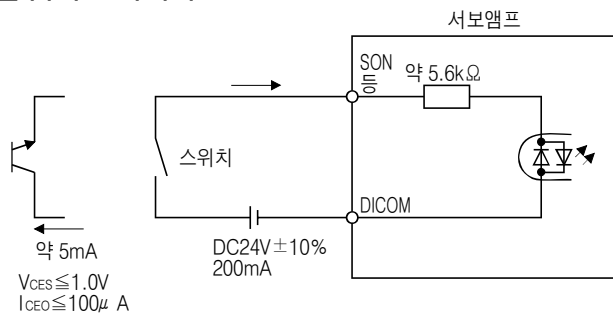 서보앰프
SON
등
약 5.6kΩ
스위치
DICOM
약 5mA
DC24V±10%
200mA
VCES≦1.0V
ICEO≦100μ A